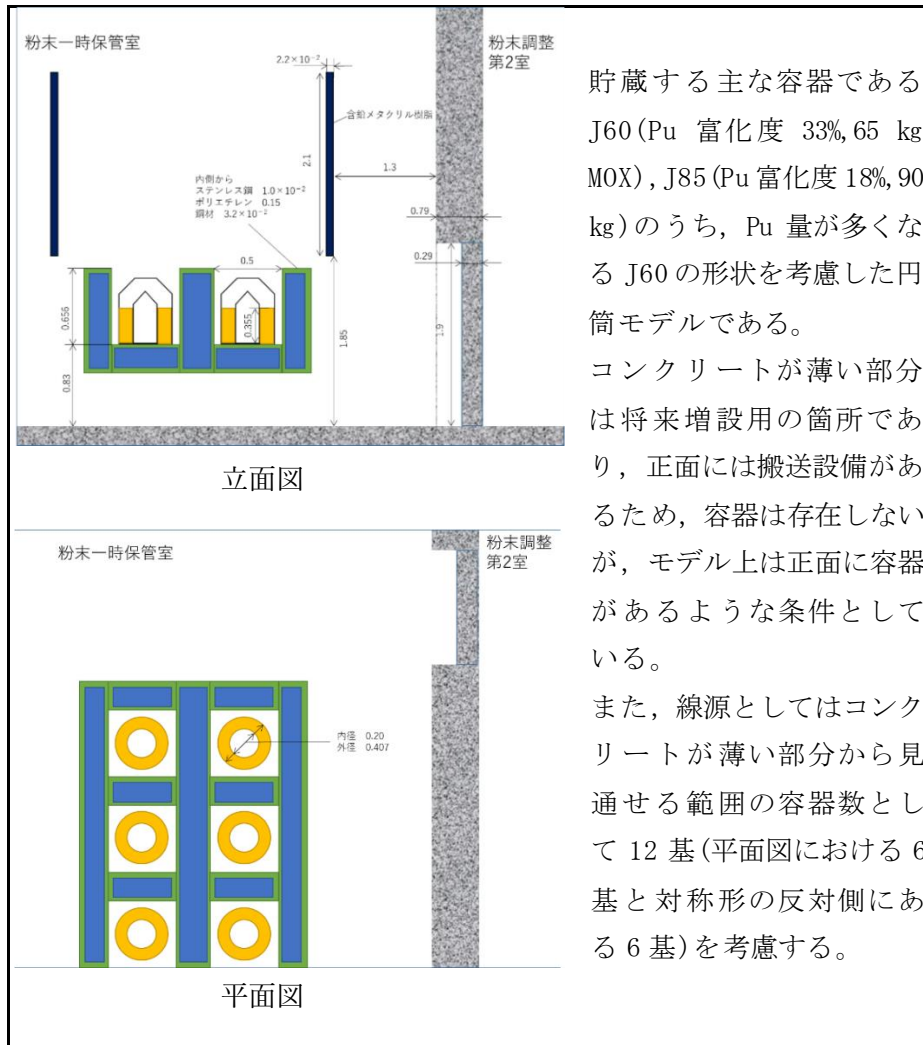 粉末一時保管室
粉末調整
第2室
2.2×10⁻²
含鉛メタクリル樹脂
2.1
1.3
内側から
ステンレス鋼 1.0×10⁻²
ポリエチレン 0.15
鋼材 3.2×10⁻²
0.79
0.29
0.5
0.656
0.355
1.85
1.9
0.83
立面図
粉末一時保管室
粉末調整
第2室
内径 0.20
外径 0.407
平面図
貯蔵する主な容器である
J60(Pu 富化度 33%,65 kg
MOX),J85(Pu富化度18%,90
kg)のうち，Pu 量が多くな
る J60 の形状を考慮した円
筒モデルである。
コンクリートが薄い部分
は将来増設用の箇所であ
り，正面には搬送設備があ
るため，容器は存在しない
が，モデル上は正面に容器
があるような条件として
いる。
また，線源としてはコンク
リートが薄い部分から見
通せる範囲の容器数とし
て 12 基(平面図における 6
基と対称形の反対側にあ
る 6 基)を考慮する。